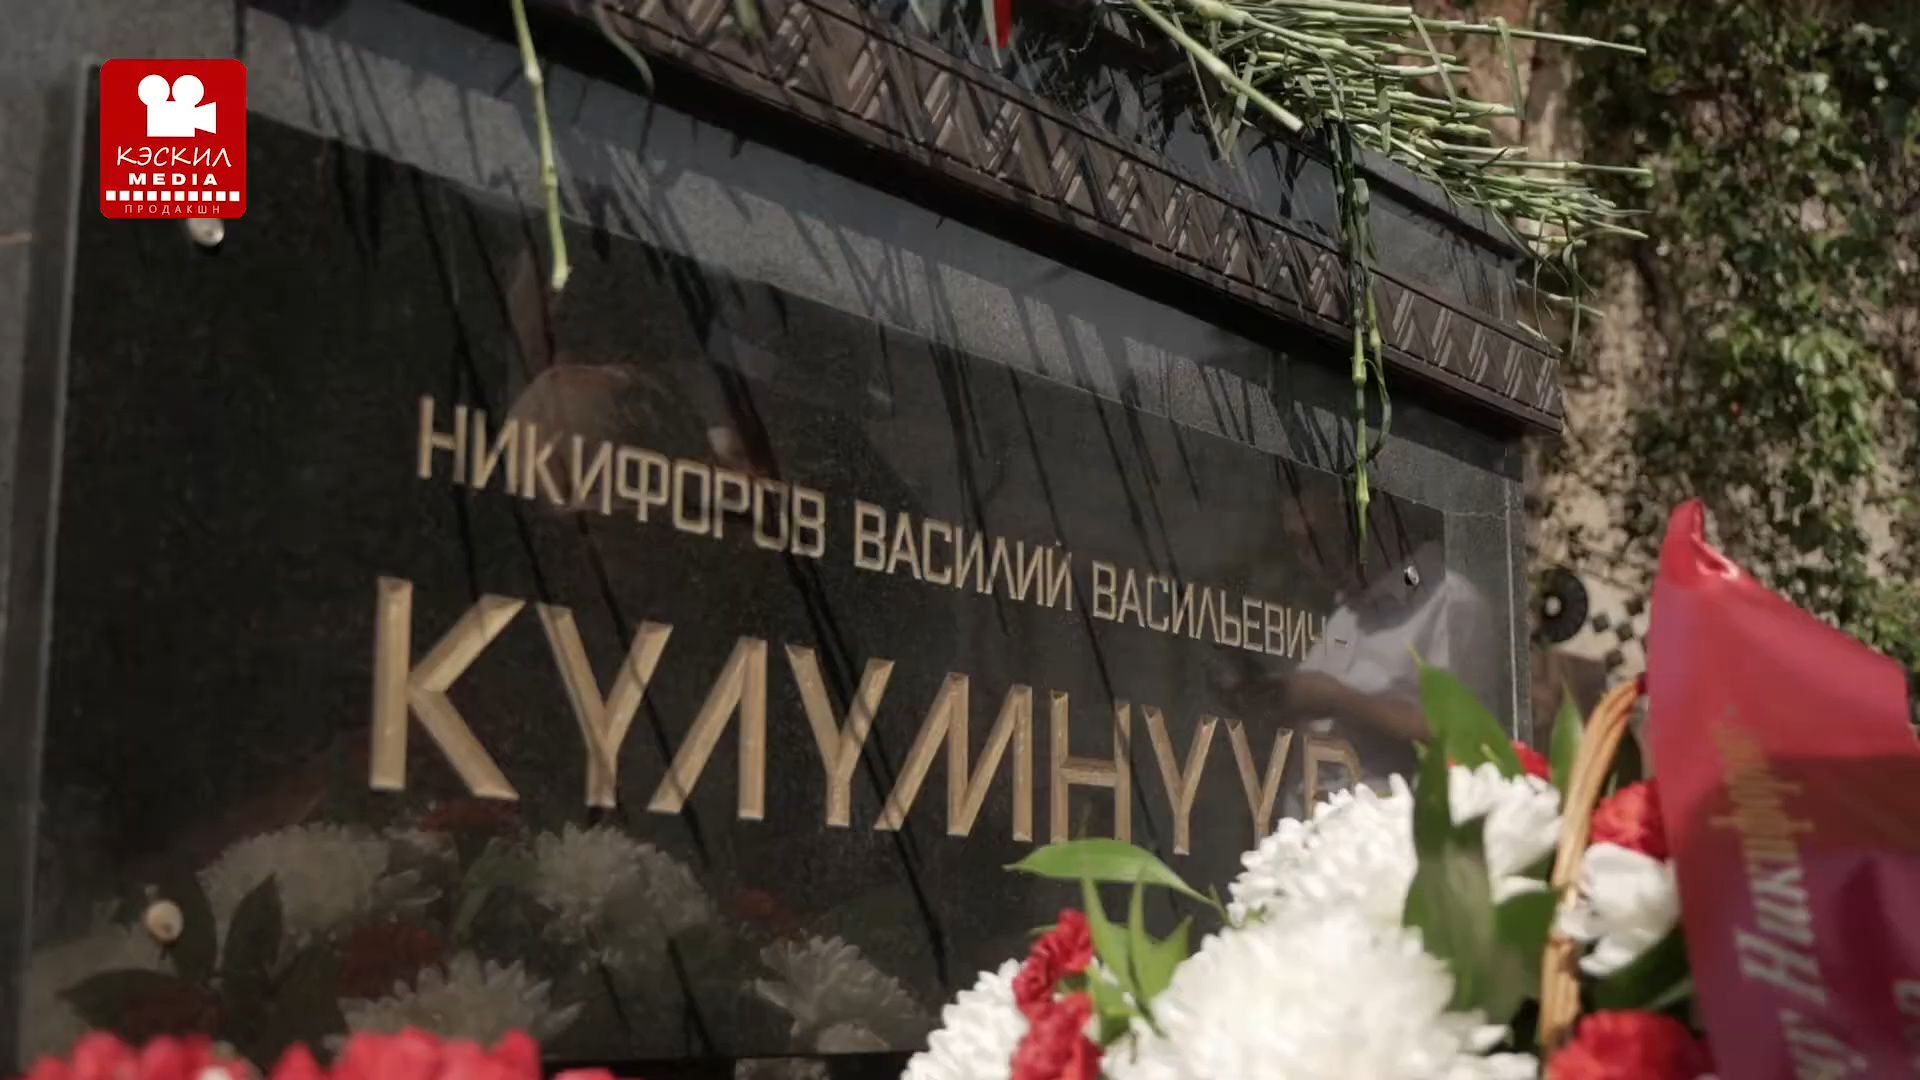 КЭСКИЛ
MEDIA
ПРОДАКШН
НИКИФОРОВ ВАСИЛИЙ ВАСИЛЬЕВИЧ-
КҮЛҮМНҮҮР